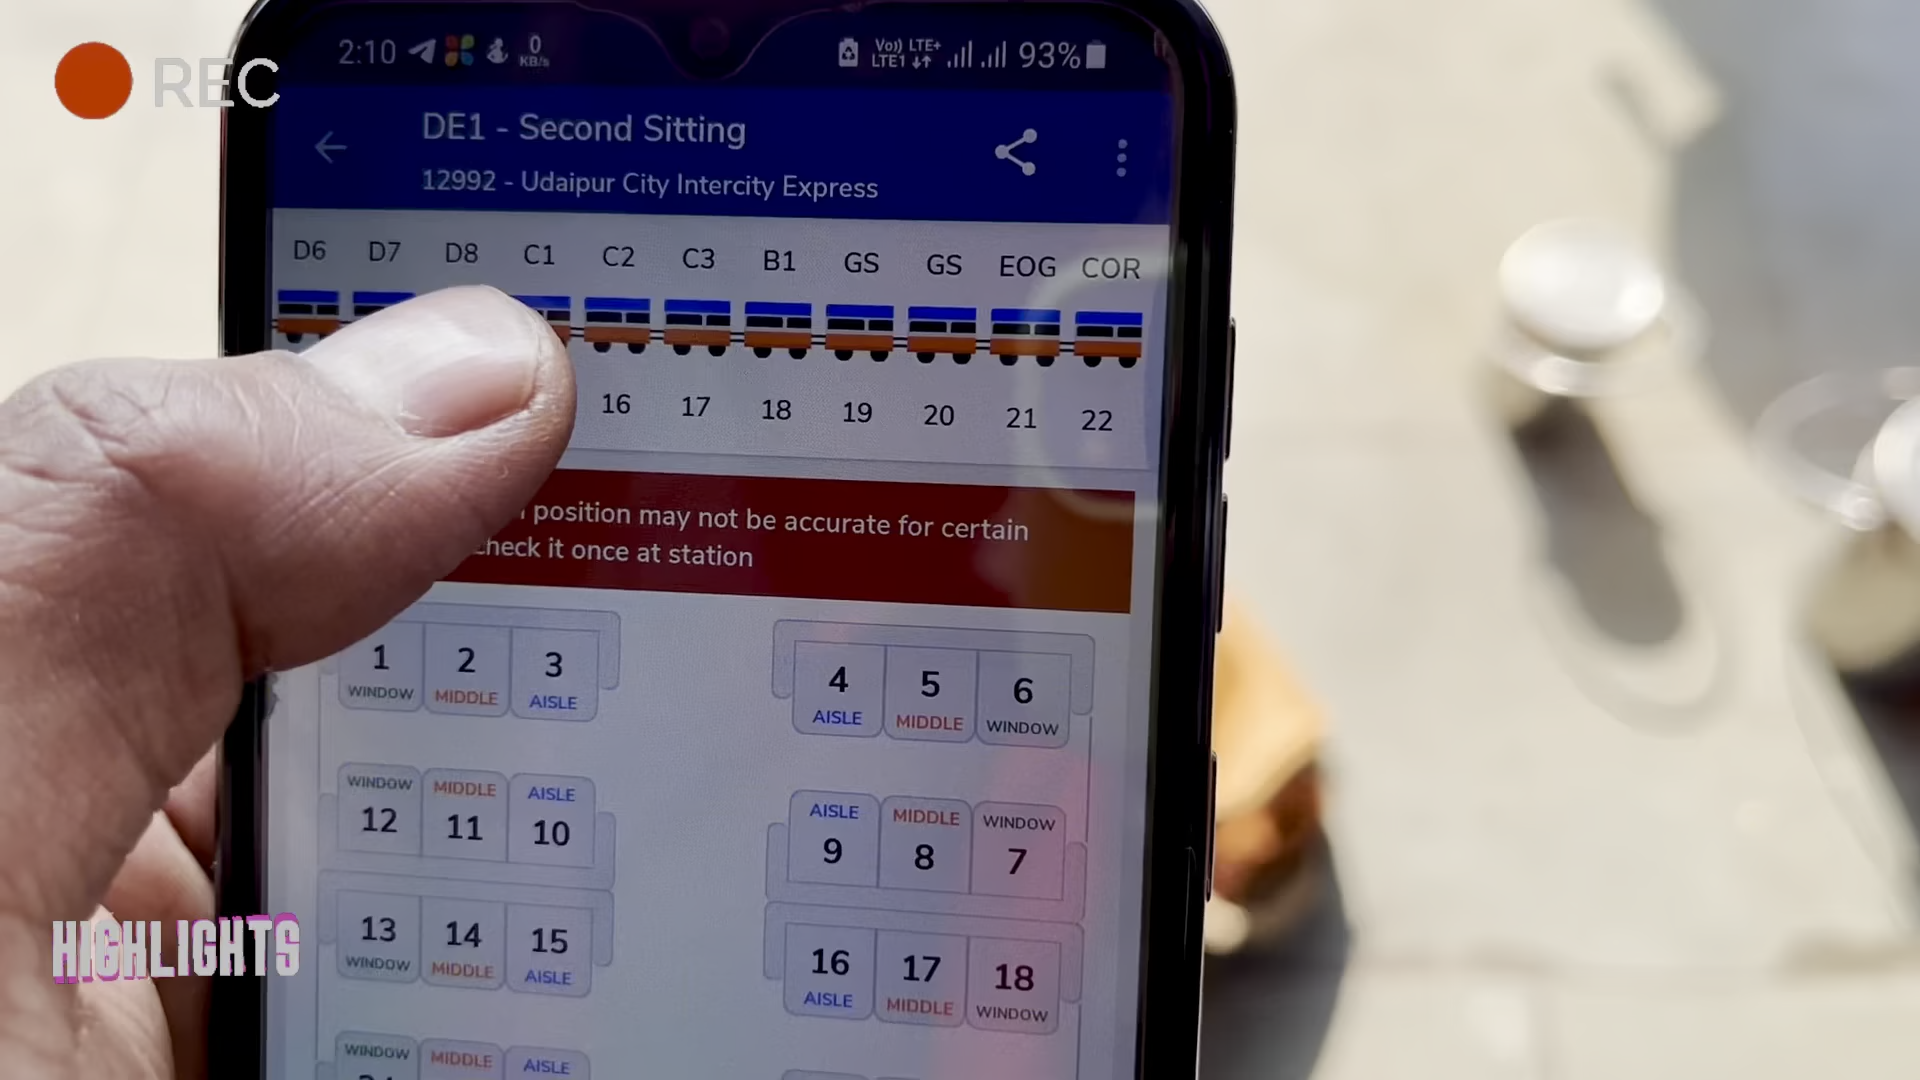 REC
2:10 0 KB/s Vo)) LTE+ LTE1 93%
DE1 - Second Sitting
12992 - Udaipur City Intercity Express
D6 D7 D8 C1 C2 C3 B1 GS GS EOG COR
16 17 18 19 20 21 22
position may not be accurate for certain
check it once at station
1 2 3 4 5 6
WINDOW MIDDLE AISLE AISLE MIDDLE WINDOW
WINDOW MIDDLE AISLE AISLE MIDDLE WINDOW
12 11 10 9 8 7
13 14 15 16 17 18
WINDOW MIDDLE AISLE AISLE MIDDLE WINDOW
WINDOW MIDDLE AISLE
HIGHLIGHTS